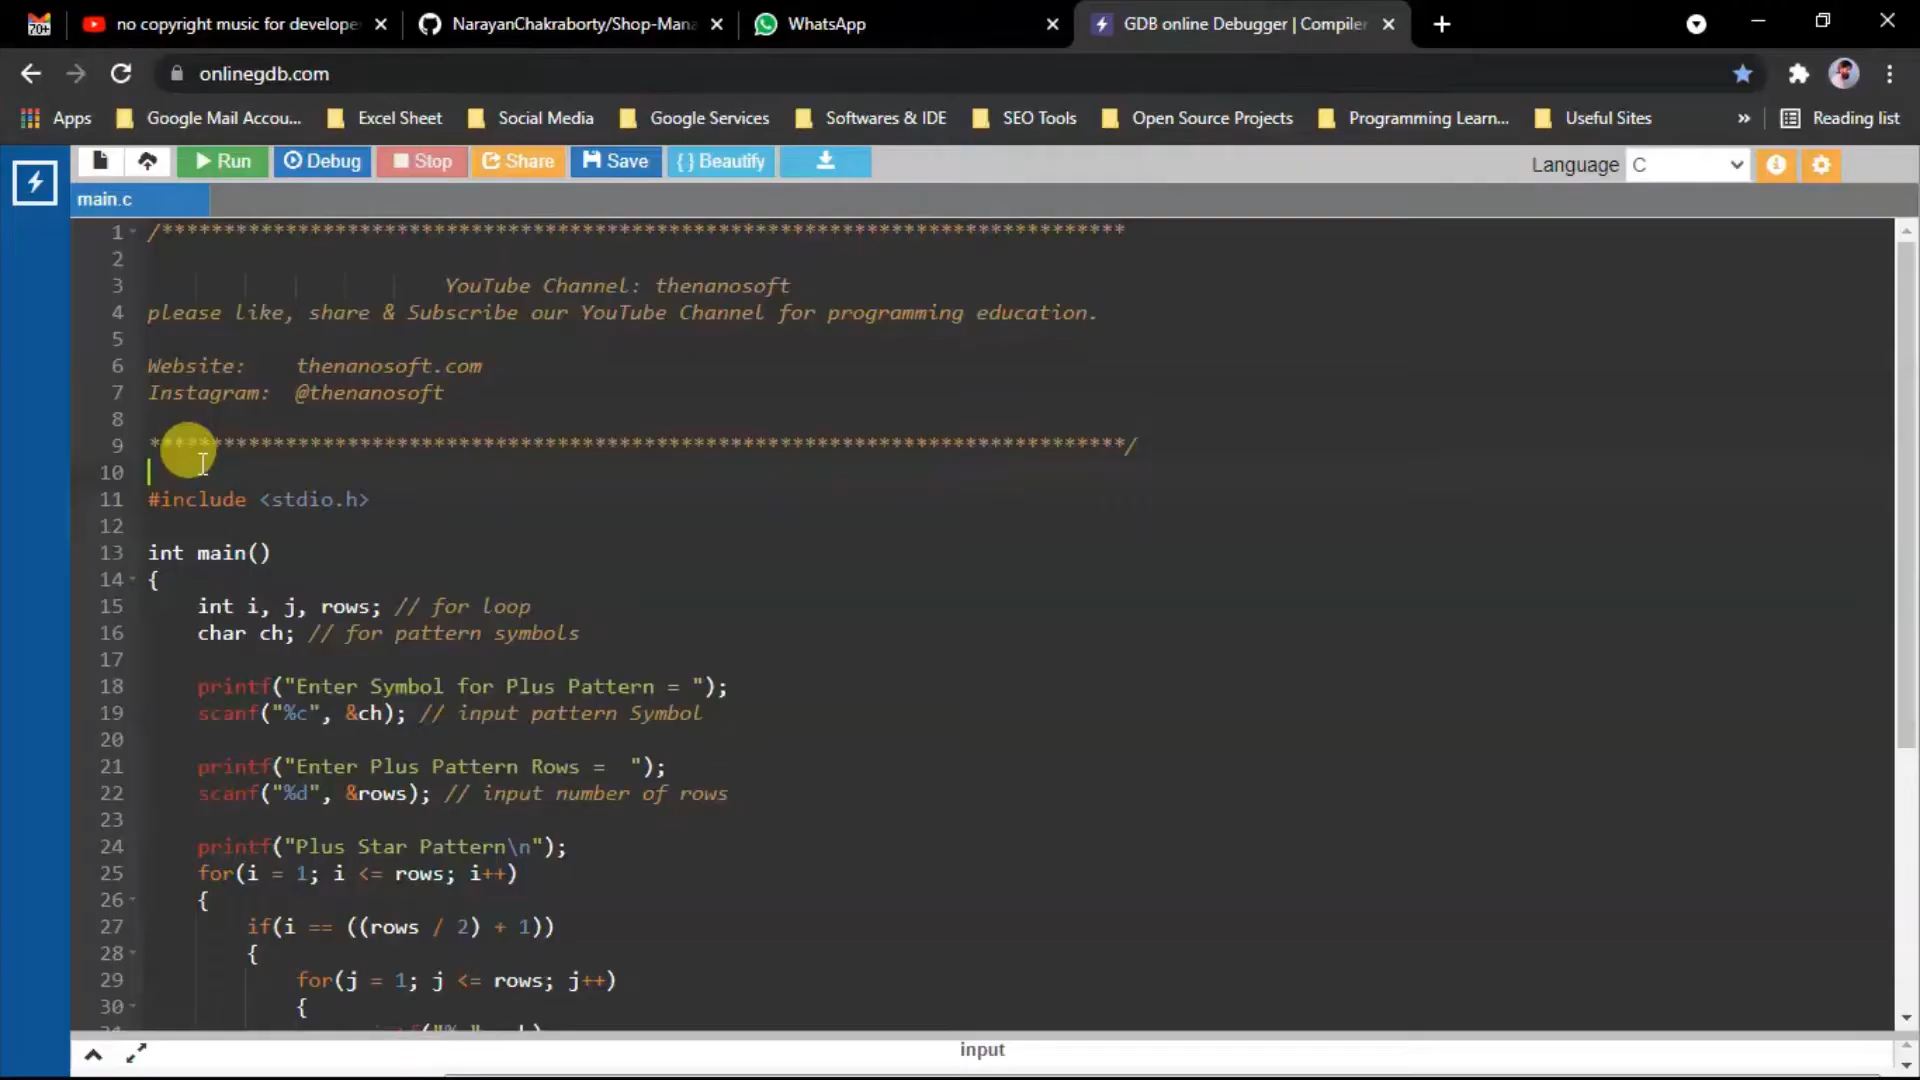 no copyright music for develope
NarayanChakraborty/Shop-Mana
WhatsApp
GDB online Debugger | Compiler
70+
onlinegdb.com
Apps
Google Mail Accou...
Excel Sheet
Social Media
Google Services
Softwares & IDE
SEO Tools
Open Source Projects
Programming Learn...
Useful Sites
»
Reading list
Run
Debug
Stop
Share
Save
{ } Beautify
Language C
main.c
1 /******************************************************************************
2
3 YouTube Channel: thenanosoft
4 please like, share & Subscribe our YouTube Channel for programming education.
5
6 Website: thenanosoft.com
7 Instagram: @thenanosoft
8
9 *******************************************************************************/
10
11 #include <stdio.h>
12
13 int main()
14 {
15 int i, j, rows; // for loop
16 char ch; // for pattern symbols
17
18 printf("Enter Symbol for Plus Pattern = ");
19 scanf("%c", &ch); // input pattern Symbol
20
21 printf("Enter Plus Pattern Rows =  ");
22 scanf("%d", &rows); // input number of rows
23
24 printf("Plus Star Pattern\n");
25 for(i = 1; i <= rows; i++)
26 {
27 if(i == ((rows / 2) + 1))
28 {
29 for(j = 1; j <= rows; j++)
30 {
input